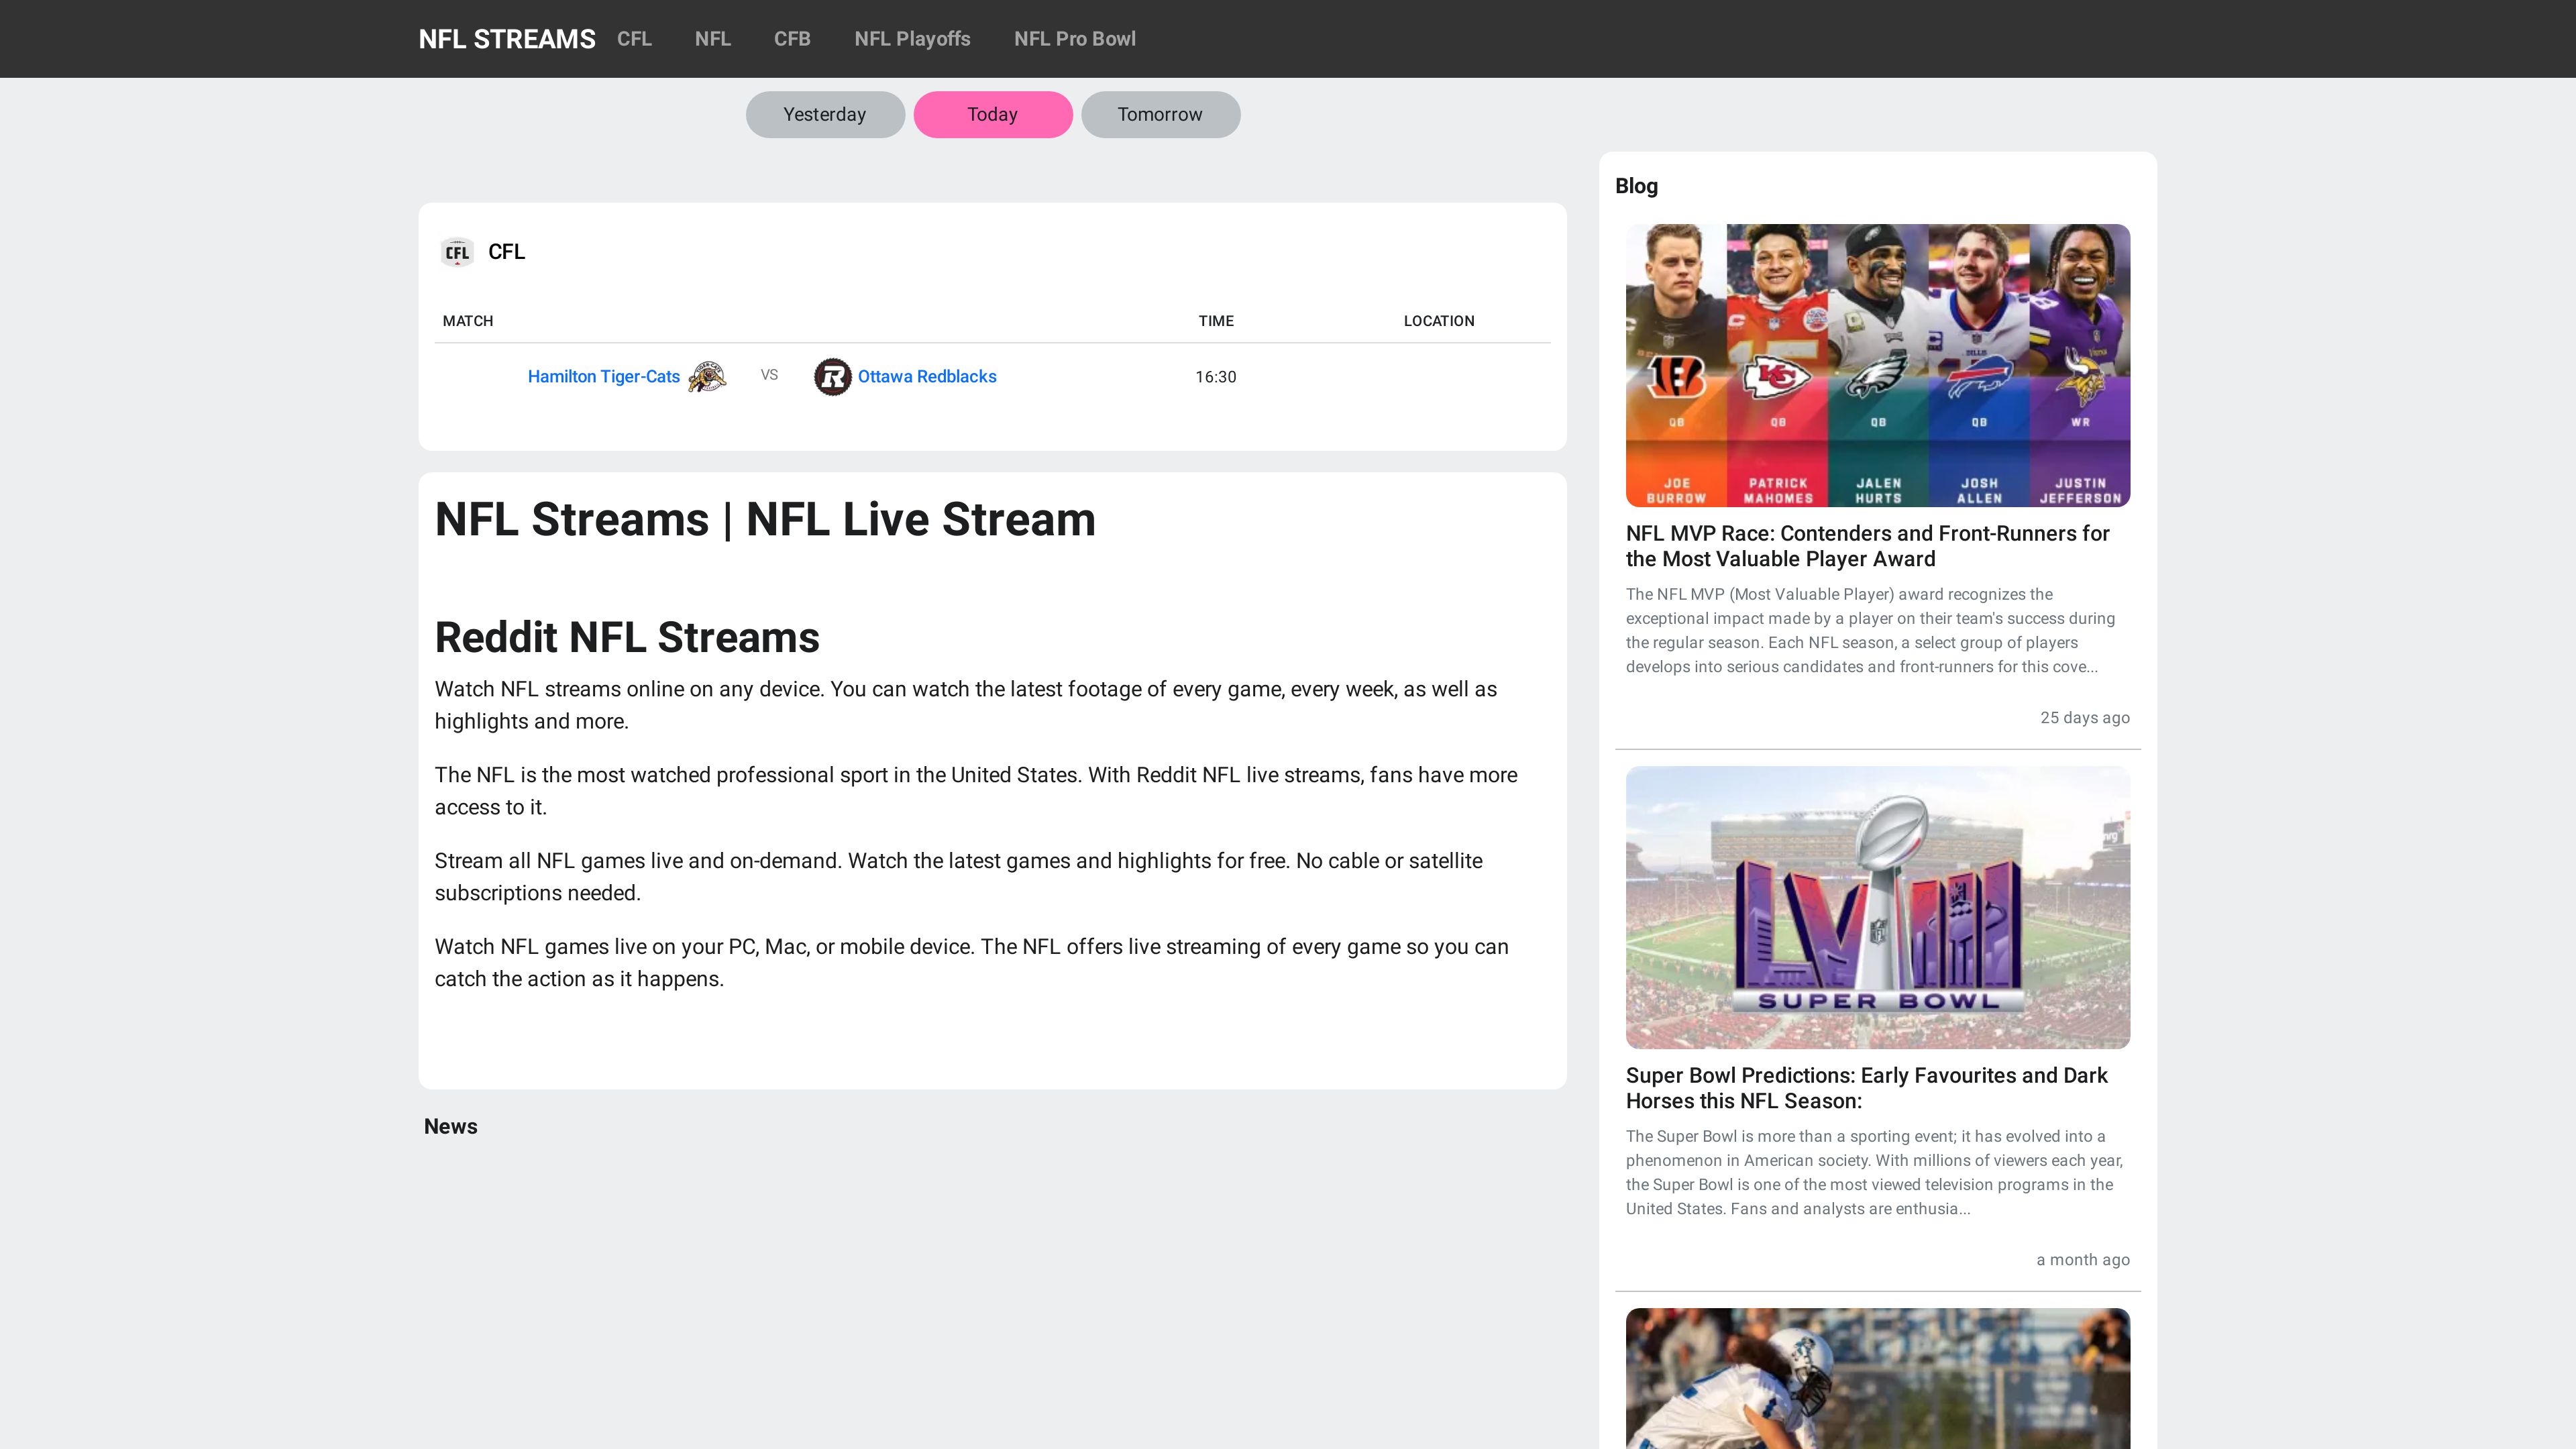 NFL STREAMS CFL NFL CFB NFL Playoffs NFL Pro Bowl
Yesterday Today Tomorrow
CFL CFL
MATCH TIME LOCATION
Hamilton Tiger-Cats VS R Ottawa Redblacks 16:30
NFL Streams | NFL Live Stream
Reddit NFL Streams
Watch NFL streams online on any device. You can watch the latest footage of every game, every week, as well as
highlights and more.
The NFL is the most watched professional sport in the United States. With Reddit NFL live streams, fans have more
access to it.
Stream all NFL games live and on-demand. Watch the latest games and highlights for free. No cable or satellite
subscriptions needed.
Watch NFL games live on your PC, Mac, or mobile device. The NFL offers live streaming of every game so you can
catch the action as it happens.
News
Blog
KC
QB QB QB QB WR
JOE PATRICK JALEN JOSH JUSTIN
BURROW MAHOMES HURTS ALLEN JEFFERSON
NFL MVP Race: Contenders and Front-Runners for
the Most Valuable Player Award
The NFL MVP (Most Valuable Player) award recognizes the
exceptional impact made by a player on their team's success during
the regular season. Each NFL season, a select group of players
develops into serious candidates and front-runners for this cove...
25 days ago
LVIII
NFL
SUPER BOWL
Super Bowl Predictions: Early Favourites and Dark
Horses this NFL Season:
The Super Bowl is more than a sporting event; it has evolved into a
phenomenon in American society. With millions of viewers each year,
the Super Bowl is one of the most viewed television programs in the
United States. Fans and analysts are enthusia...
a month ago